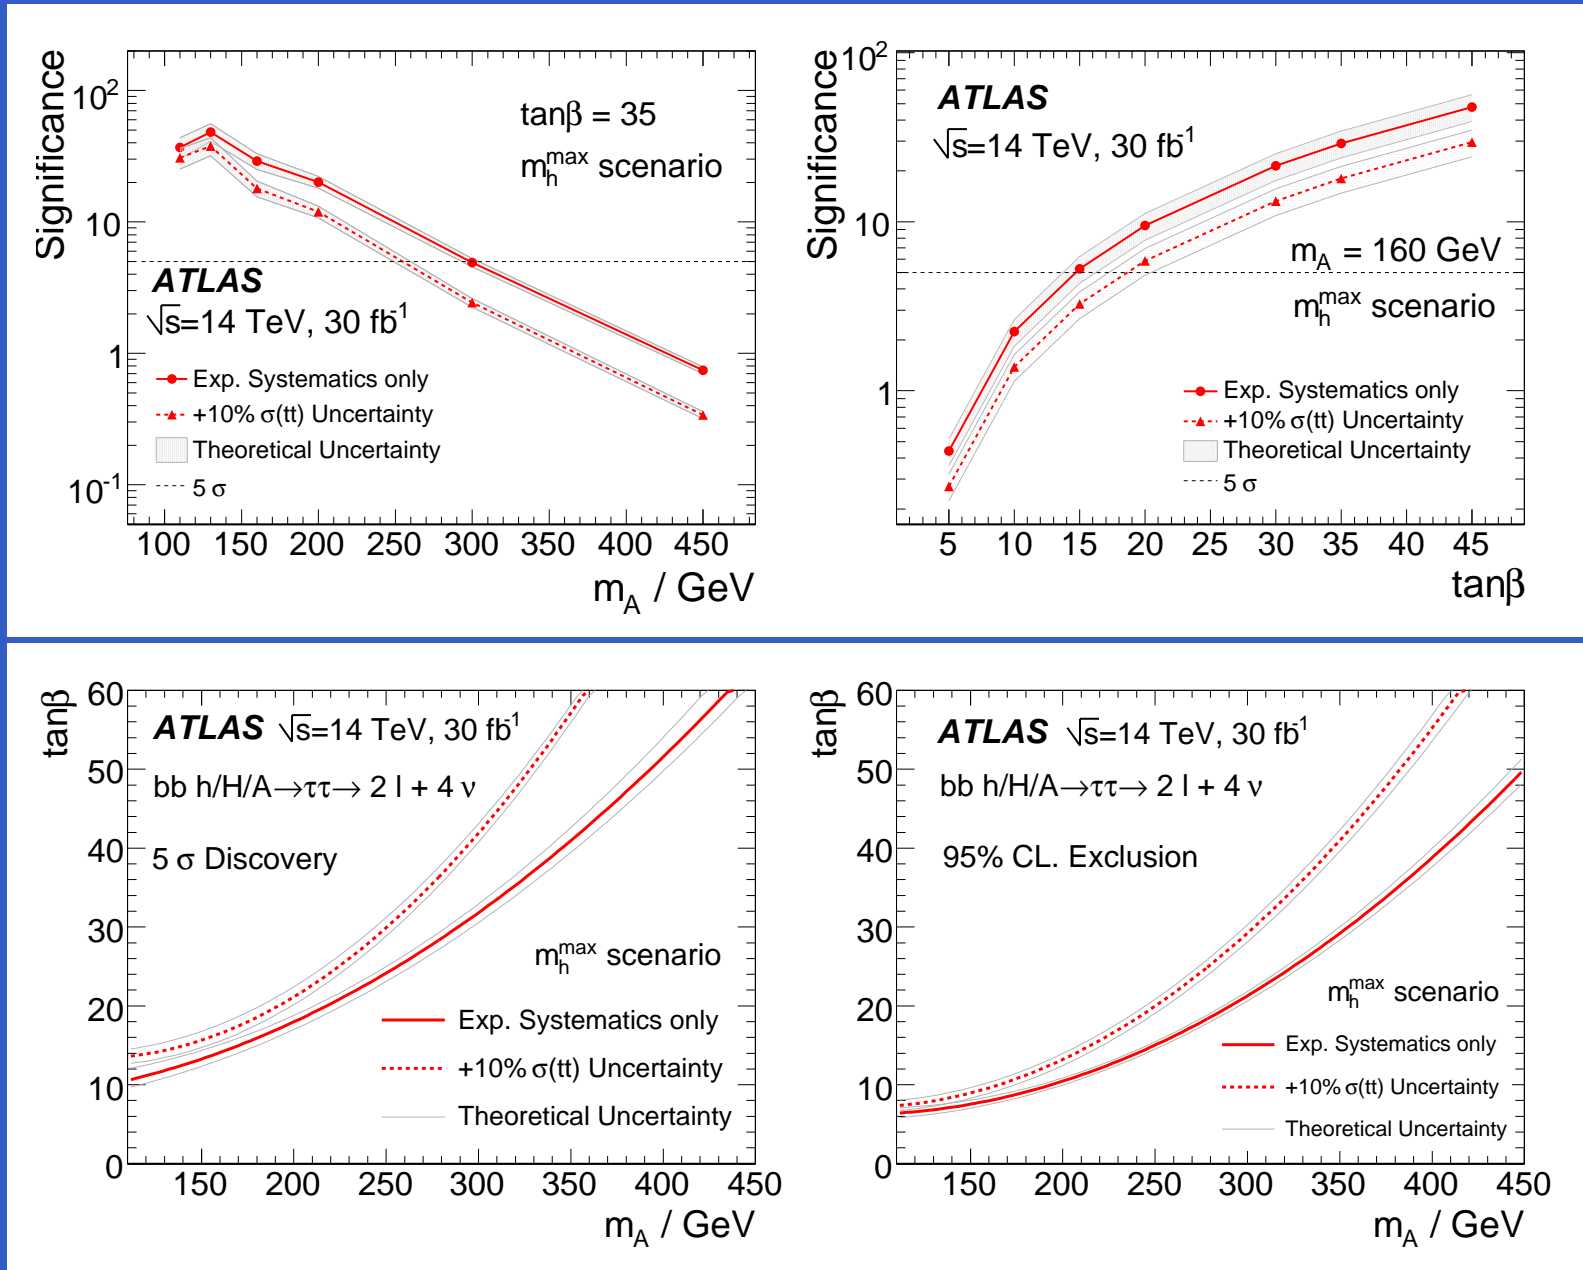 Significance
10²
10
1
10⁻¹
tanβ = 35
m_h^max scenario
ATLAS
√s=14 TeV, 30 fb⁻¹
Exp. Systematics only
+10% σ(tt) Uncertainty
Theoretical Uncertainty
5 σ
100 150 200 250 300 350 400 450
m_A / GeV
Significance
10²
10
1
ATLAS
√s=14 TeV, 30 fb⁻¹
m_A = 160 GeV
m_h^max scenario
Exp. Systematics only
+10% σ(tt) Uncertainty
Theoretical Uncertainty
5 σ
5 10 15 20 25 30 35 40 45
tanβ
tanβ
60
50
40
30
20
10
0
ATLAS √s=14 TeV, 30 fb⁻¹
bb h/H/A→ττ→ 2 l + 4 ν
5 σ Discovery
m_h^max scenario
Exp. Systematics only
+10% σ(tt) Uncertainty
Theoretical Uncertainty
150 200 250 300 350 400 450
m_A / GeV
tanβ
60
50
40
30
20
10
0
ATLAS √s=14 TeV, 30 fb⁻¹
bb h/H/A→ττ→ 2 l + 4 ν
95% CL. Exclusion
m_h^max scenario
Exp. Systematics only
+10% σ(tt) Uncertainty
Theoretical Uncertainty
150 200 250 300 350 400 450
m_A / GeV